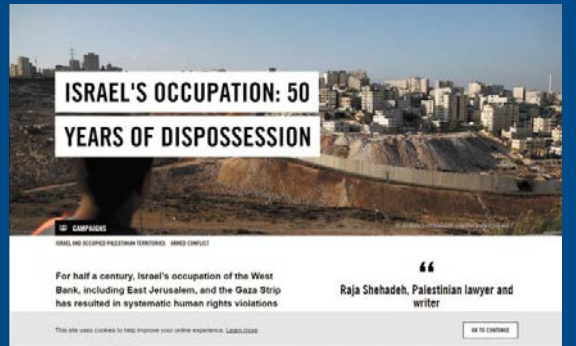 ISRAEL'S OCCUPATION: 50
YEARS OF DISPOSSESSION
CAMPAIGNS
ISRAEL AND OCCUPIED PALESTINIAN TERRITORIES ARMED CONFLICT
For half a century, Israel's occupation of the West
Bank, including East Jerusalem, and the Gaza Strip
has resulted in systematic human rights violations
“
Raja Shehadeh, Palestinian lawyer and
writer
This site uses cookies to help improve your online experience. Learn more
OK TO CONTINUE